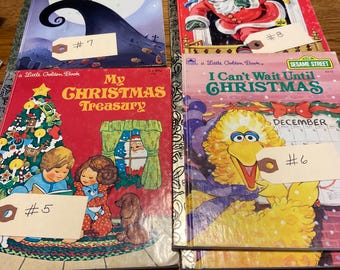 #7
#8
a Little Golden Book
My
CHRISTMAS
Treasury
#5
a Little Golden Book
SESAME STREET
I Can't Wait Until
CHRISTMAS
DECEMBER
#6